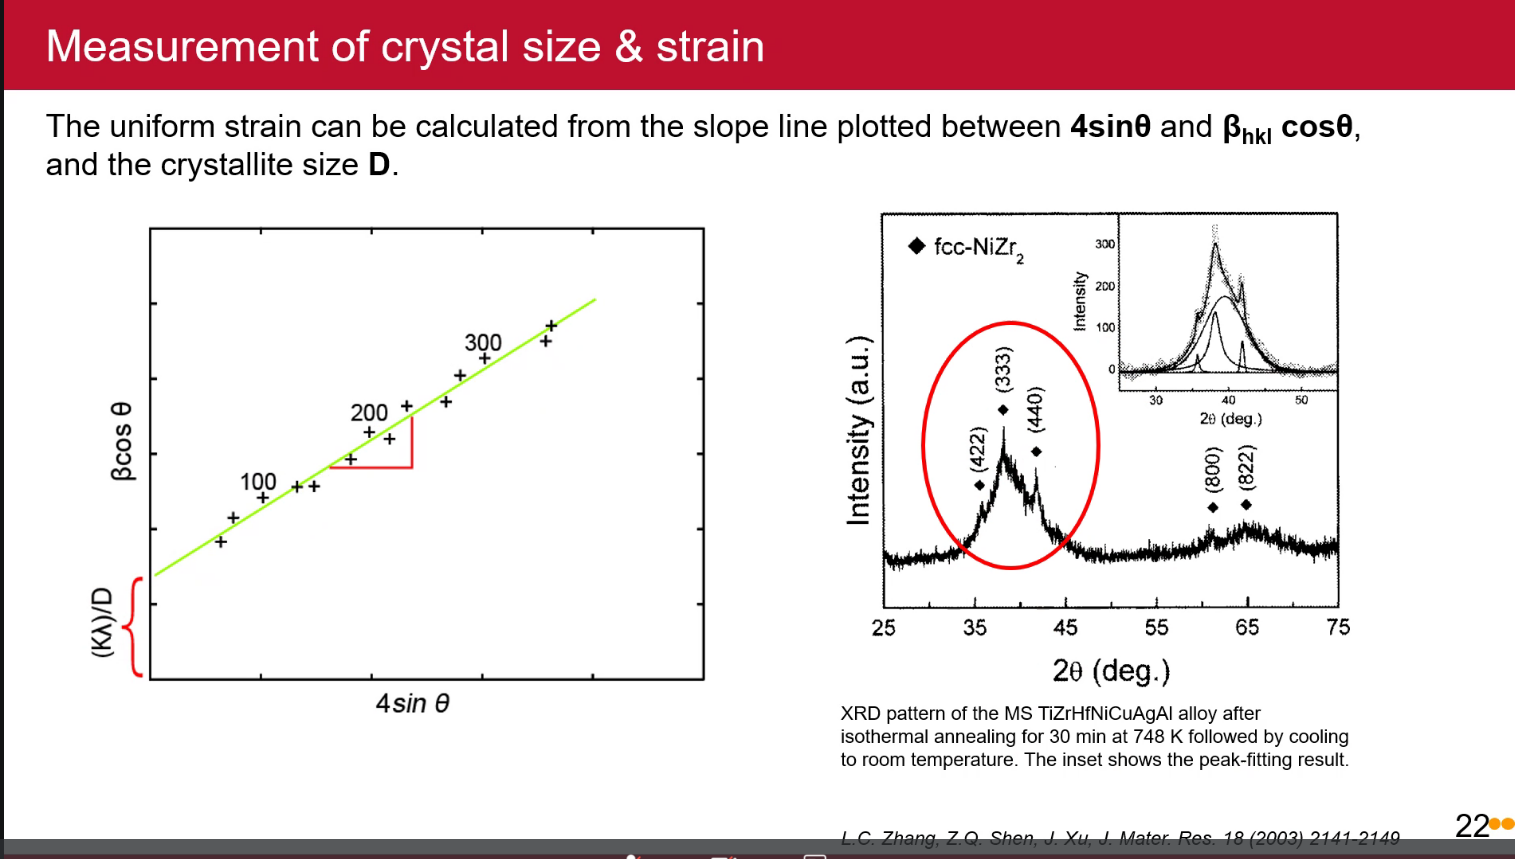 Measurement of crystal size & strain
The uniform strain can be calculated from the slope line plotted between 4sinθ and βhkl cosθ,
and the crystallite size D.
βcos θ
(Kλ)/D
100
200
300
4sin θ
Intensity (a.u.)
◆ fcc-NiZr2
(422)
(333)
(440)
(800)
(822)
25 35 45 55 65 75
2θ (deg.)
Intensity
300
200
100
0
30 40 50
2θ (deg.)
XRD pattern of the MS TiZrHfNiCuAgAl alloy after
isothermal annealing for 30 min at 748 K followed by cooling
to room temperature. The inset shows the peak-fitting result.
L.C. Zhang, Z.Q. Shen, J. Xu, J. Mater. Res. 18 (2003) 2141-2149
22